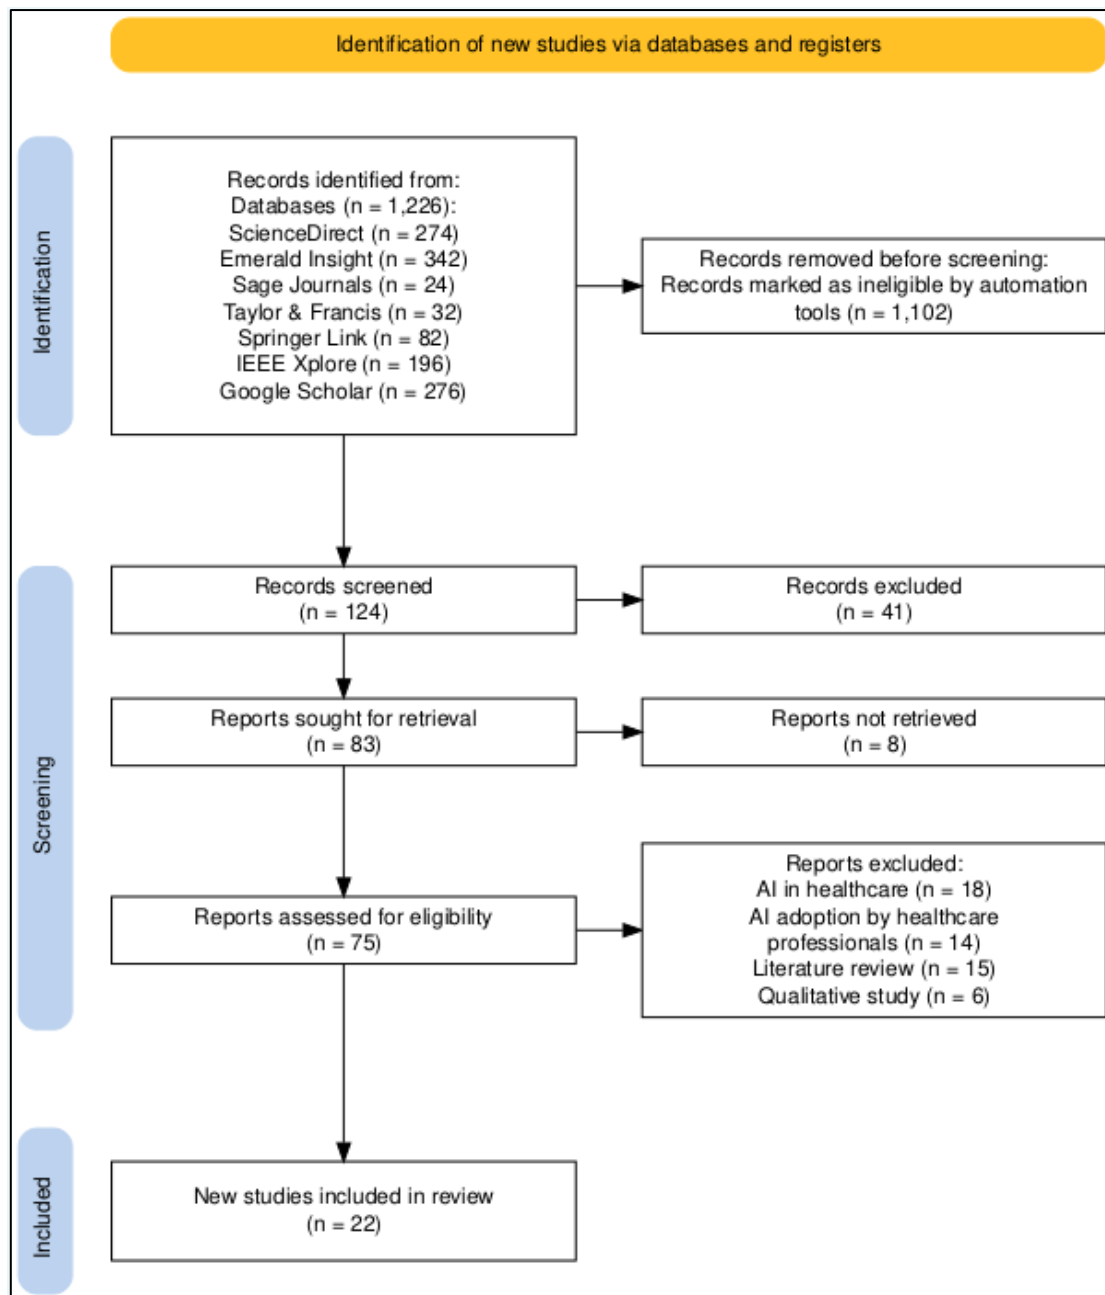 Identification of new studies via databases and registers
Identification
Records identified from:
Databases (n = 1,226):
ScienceDirect (n = 274)
Emerald Insight (n = 342)
Sage Journals (n = 24)
Taylor & Francis (n = 32)
Springer Link (n = 82)
IEEE Xplore (n = 196)
Google Scholar (n = 276)
Records removed before screening:
Records marked as ineligible by automation
tools (n = 1,102)
Screening
Records screened
(n = 124)
Records excluded
(n = 41)
Reports sought for retrieval
(n = 83)
Reports not retrieved
(n = 8)
Reports assessed for eligibility
(n = 75)
Reports excluded:
AI in healthcare (n = 18)
AI adoption by healthcare
professionals (n = 14)
Literature review (n = 15)
Qualitative study (n = 6)
Included
New studies included in review
(n = 22)